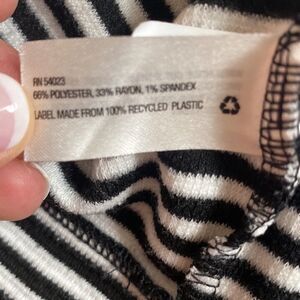 RN 54023
66% POLYESTER, 33% RAYON, 1% SPANDEX
LABEL MADE FROM 100% RECYCLED PLASTIC